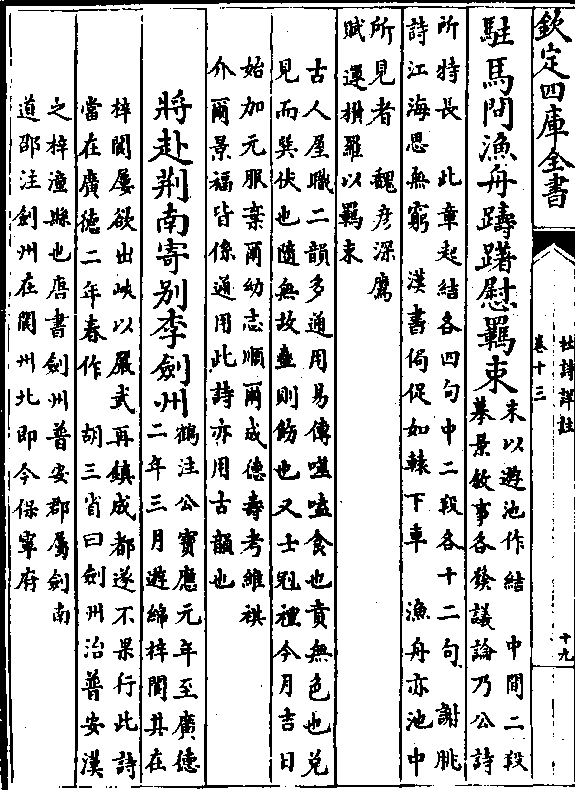 欽定四庫全書
杜詩詳註
卷十三
十九
駐馬問漁舟躊躇慰羈束
末以遊池作結　中間二段
摹景敘事各發議論乃公詩
所特長　此章起結各四句中二段各十二句　謝朓
詩江海思無窮　漢書侷促如轅下車　漁舟亦池中
所見者　魏彥深鷹
賦運羅以羈束
古人屋職二韻多通用易傳噬嗑食也賁無色也兌
見而巽伏也隨無故蠱則飭也又士冠禮今月吉日
始加元服棄爾幼志順爾成德壽考維祺
介爾景福皆係通用此詩亦用古韻也
將赴荆南寄别李劍州
鶴注公寶應元年至廣德
二年三月遊綿梓閬其在
梓閬屢欲出峽以嚴武再鎮成都遂不果行此詩
當在廣德二年春作　胡三省曰劍州治普安漢
之梓潼縣也唐書劍州普安郡屬劍南
道邵注劍州在閬州北即今保寧府